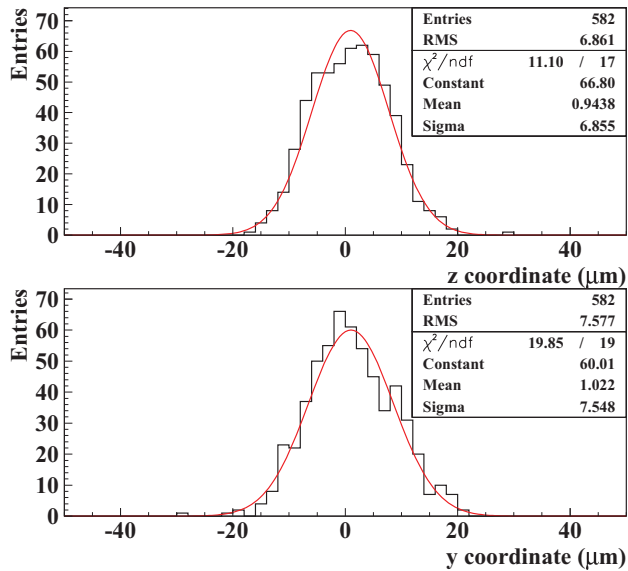 Entries
70
60
50
40
30
20
10
0
-40 -20 0 20 40
z coordinate (μm)
Entries 582
RMS 6.861
χ²/ndf 11.10 / 17
Constant 66.80
Mean 0.9438
Sigma 6.855
Entries
70
60
50
40
30
20
10
0
-40 -20 0 20 40
y coordinate (μm)
Entries 582
RMS 7.577
χ²/ndf 19.85 / 19
Constant 60.01
Mean 1.022
Sigma 7.548